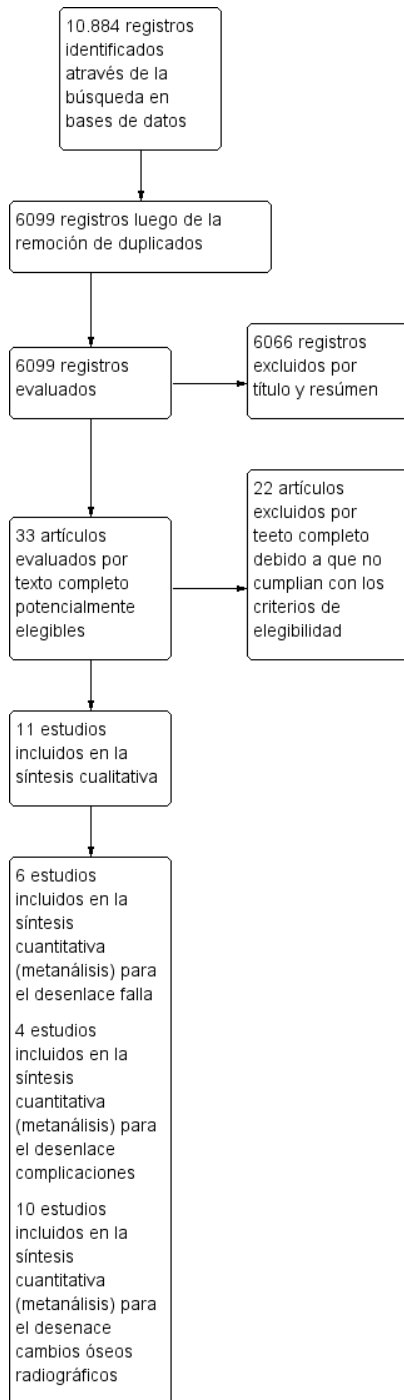 10.884 registros
identificados
através de la
búsqueda en
bases de datos
6099 registros luego de la
remoción de duplicados
6099 registros
evaluados
6066 registros
excluidos por
título y resúmen
33 artículos
evaluados por
texto completo
potencialmente
elegibles
22 artículos
excluidos por
teeto completo
debido a que no
cumplian con los
criterios de
elegibilidad
11 estudios
incluidos en la
síntesis cualitativa
6 estudios
incluidos en la
síntesis
cuantitativa
(metanálisis) para
el desenlace falla
4 estudios
incluidos en la
síntesis
cuantitativa
(metanálisis) para
el desenlace
complicaciones
10 estudios
incluidos en la
síntesis
cuantitativa
(metanálisis) para
el desenace
cambios óseos
radiográficos